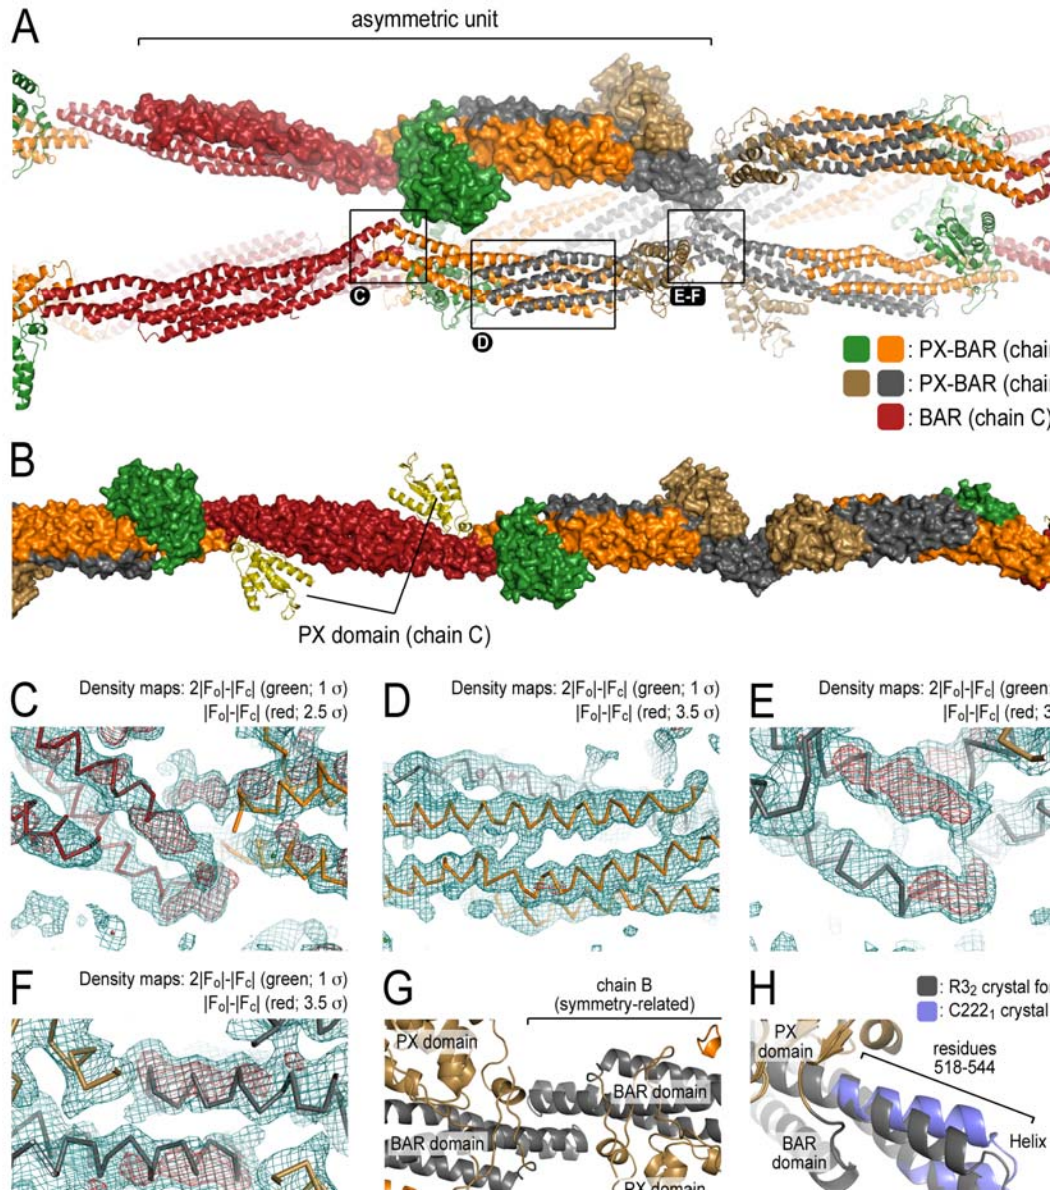 A
asymmetric unit
C
D
E-F
: PX-BAR (chain
: PX-BAR (chain
: BAR (chain C)
B
PX domain (chain C)
C
Density maps: 2|Fo|-|Fc| (green; 1 σ)
|Fo|-|Fc| (red; 2.5 σ)
D
Density maps: 2|Fo|-|Fc| (green; 1 σ)
|Fo|-|Fc| (red; 3.5 σ)
E
Density maps: 2|Fo|-|Fc| (green;
|Fo|-|Fc| (red; 3
F
Density maps: 2|Fo|-|Fc| (green; 1 σ)
|Fo|-|Fc| (red; 3.5 σ)
G
chain B
(symmetry-related)
PX domain
BAR domain
BAR domain
PX domain
H
: R32 crystal for
: C2221 crystal
PX
domain
residues
518-544
BAR
domain
Helix